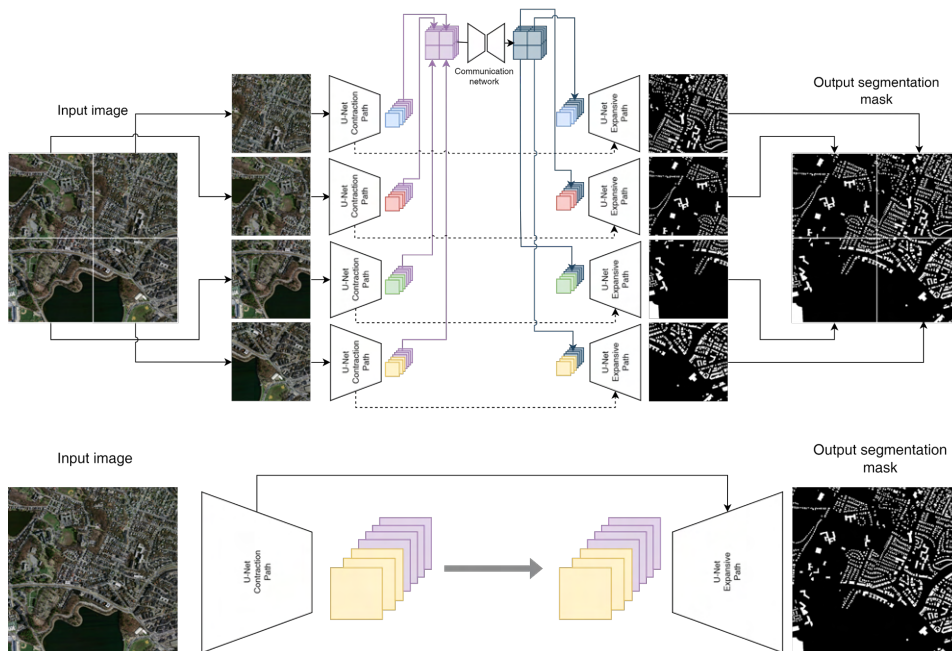 Communication
network
Input image
Output segmentation
mask
U-Net
Contraction
Path
U-Net
Expansive
Path
U-Net
Contraction
Path
U-Net
Expansive
Path
U-Net
Contraction
Path
U-Net
Expansive
Path
U-Net
Contraction
Path
U-Net
Expansive
Path
Input image
Output segmentation
mask
U-Net
Contraction
Path
U-Net
Expansive
Path